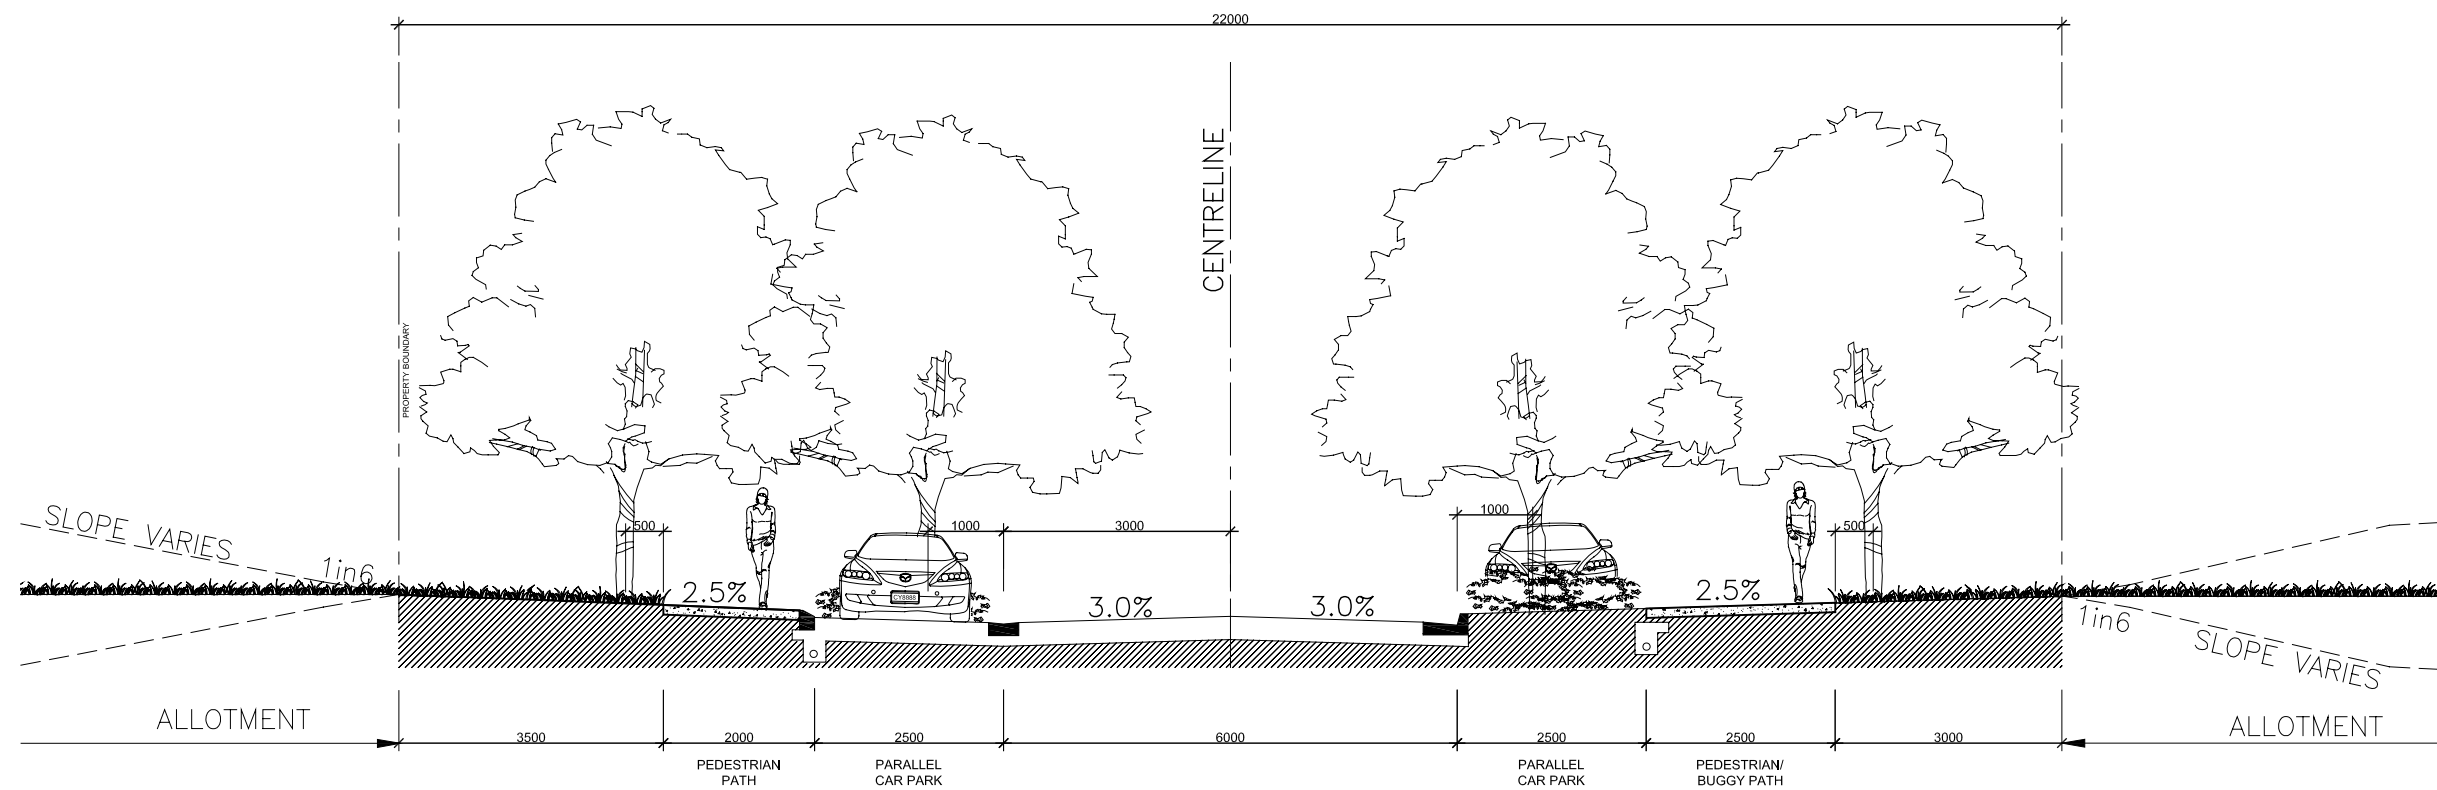 22000
CENTRELINE
PROPERTY BOUNDARY
SLOPE VARIES
1in6
500
1000
3000
1000
500
2.5%
CY8888
3.0%
3.0%
2.5%
1in6
SLOPE VARIES
ALLOTMENT
ALLOTMENT
3500
2000
2500
6000
2500
2500
3000
PEDESTRIAN
PATH
PARALLEL
CAR PARK
PARALLEL
CAR PARK
PEDESTRIAN/
BUGGY PATH